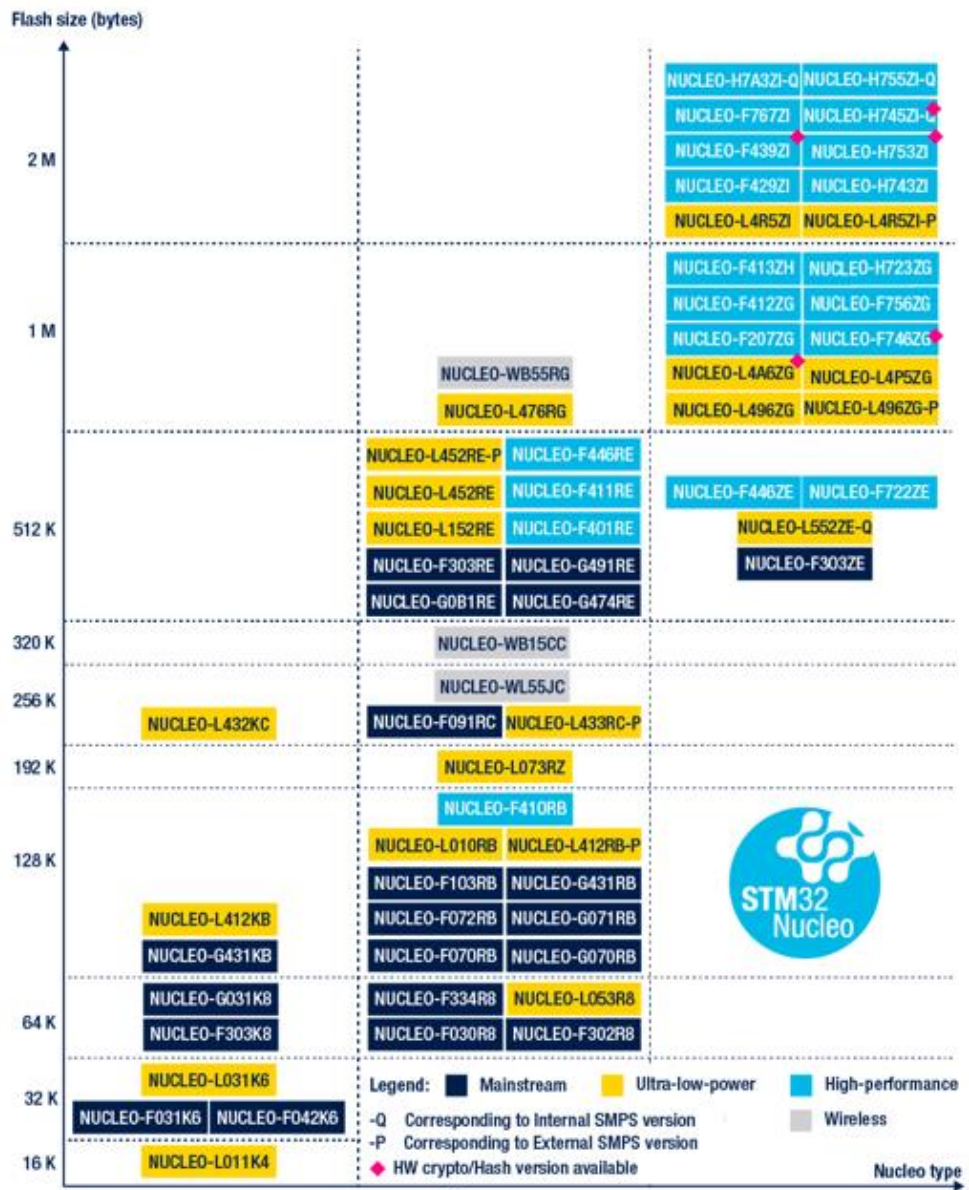 Flash size (bytes)
NUCLEO-H7A3ZI-Q NUCLEO-H755ZI-Q
NUCLEO-F767ZI NUCLEO-H745ZI-Q
2 M
NUCLEO-F439ZI NUCLEO-H753ZI
NUCLEO-F429ZI NUCLEO-H743ZI
NUCLEO-L4R5ZI NUCLEO-L4R5ZI-P
NUCLEO-F413ZH NUCLEO-H723ZG
NUCLEO-F412ZG NUCLEO-F756ZG
1 M
NUCLEO-F207ZG NUCLEO-F746ZG
NUCLEO-WB55RG NUCLEO-L4A6ZG NUCLEO-L4P5ZG
NUCLEO-L476RG NUCLEO-L496ZG NUCLEO-L496ZG-P
NUCLEO-L452RE-P NUCLEO-F446RE
NUCLEO-L452RE NUCLEO-F411RE NUCLEO-F446ZE NUCLEO-F722ZE
512 K NUCLEO-L152RE NUCLEO-F401RE NUCLEO-L552ZE-Q
NUCLEO-F303RE NUCLEO-G491RE NUCLEO-F303ZE
NUCLEO-G0B1RE NUCLEO-G474RE
320 K NUCLEO-WB15CC
NUCLEO-WL55JC
256 K
NUCLEO-L432KC NUCLEO-F091RC NUCLEO-L433RC-P
192 K NUCLEO-L073RZ
NUCLEO-F410RB
NUCLEO-L010RB NUCLEO-L412RB-P
128 K
NUCLEO-F103RB NUCLEO-G431RB
NUCLEO-L412KB NUCLEO-F072RB NUCLEO-G071RB
NUCLEO-G431KB NUCLEO-F070RB NUCLEO-G070RB
STM32
Nucleo
NUCLEO-G031K8 NUCLEO-F334R8 NUCLEO-L053R8
64 K
NUCLEO-F303K8 NUCLEO-F030R8 NUCLEO-F302R8
NUCLEO-L031K6
32 K
NUCLEO-F031K6 NUCLEO-F042K6
16 K NUCLEO-L011K4
Legend: Mainstream Ultra-low-power High-performance
-Q Corresponding to Internal SMPS version Wireless
-P Corresponding to External SMPS version
HW crypto/Hash version available
Nucleo type